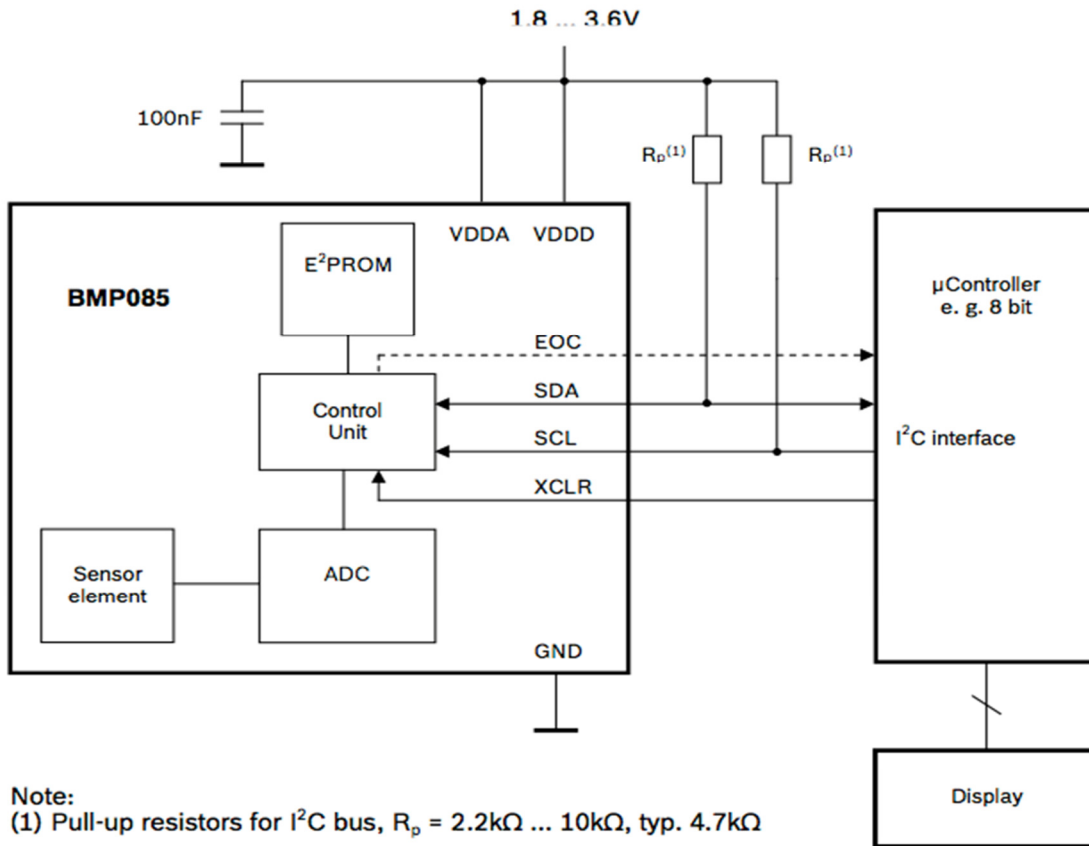 1.8 ... 3.6V
100nF
Rp(1)
Rp(1)
VDDA VDDD
E²PROM
BMP085
µController
e. g. 8 bit
EOC
SDA
Control
Unit
SCL
I²C interface
XCLR
Sensor
element
ADC
GND
Display
Note:
(1) Pull-up resistors for I²C bus, Rp = 2.2kΩ ... 10kΩ, typ. 4.7kΩ